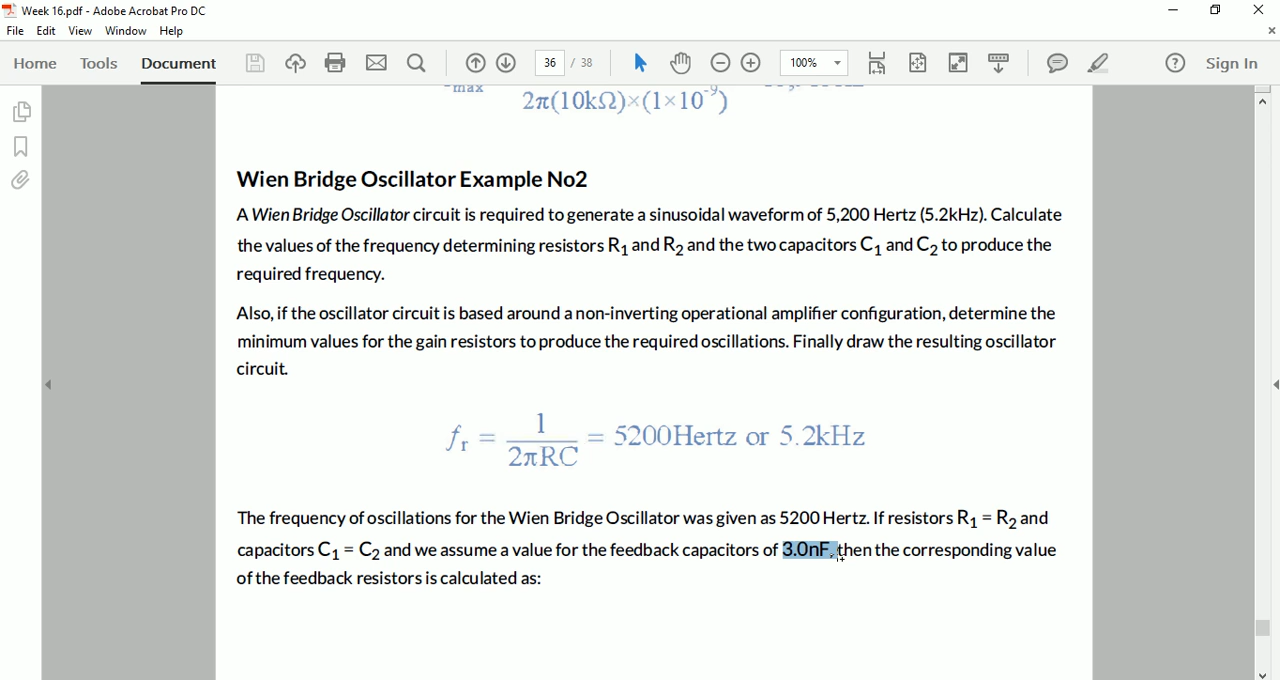 Week 16.pdf - Adobe Acrobat Pro DC
File Edit View Window Help
Home Tools Document 36 / 38 100% Sign In
max
2π(10kΩ)×(1×10⁻⁹)
Wien Bridge Oscillator Example No2
A Wien Bridge Oscillator circuit is required to generate a sinusoidal waveform of 5,200 Hertz (5.2kHz). Calculate
the values of the frequency determining resistors R₁ and R₂ and the two capacitors C₁ and C₂ to produce the
required frequency.
Also, if the oscillator circuit is based around a non-inverting operational amplifier configuration, determine the
minimum values for the gain resistors to produce the required oscillations. Finally draw the resulting oscillator
circuit.
fᵣ = 1 / 2πRC = 5200Hertz or 5.2kHz
The frequency of oscillations for the Wien Bridge Oscillator was given as 5200 Hertz. If resistors R₁ = R₂ and
capacitors C₁ = C₂ and we assume a value for the feedback capacitors of 3.0nF, then the corresponding value
of the feedback resistors is calculated as: